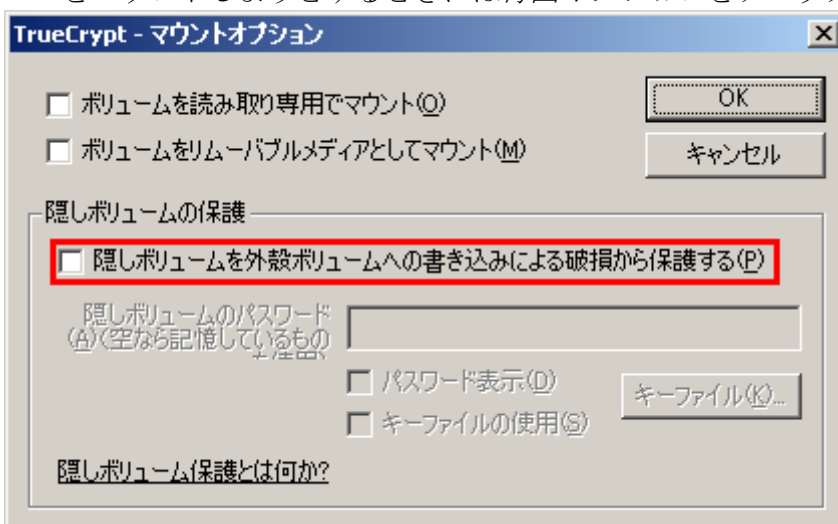 TrueCrypt - マウントオプション
ボリュームを読み取り専用でマウント(O)
OK
ボリュームをリムーバブルメディアとしてマウント(M)
キャンセル
隠しボリュームの保護
隠しボリュームを外殻ボリュームへの書き込みによる破損から保護する(P)
隠しボリュームのパスワード
(A)(空なら記憶しているもの
パスワード表示(D)
キーファイル(K)...
キーファイルの使用(S)
隠しボリューム保護とは何か?